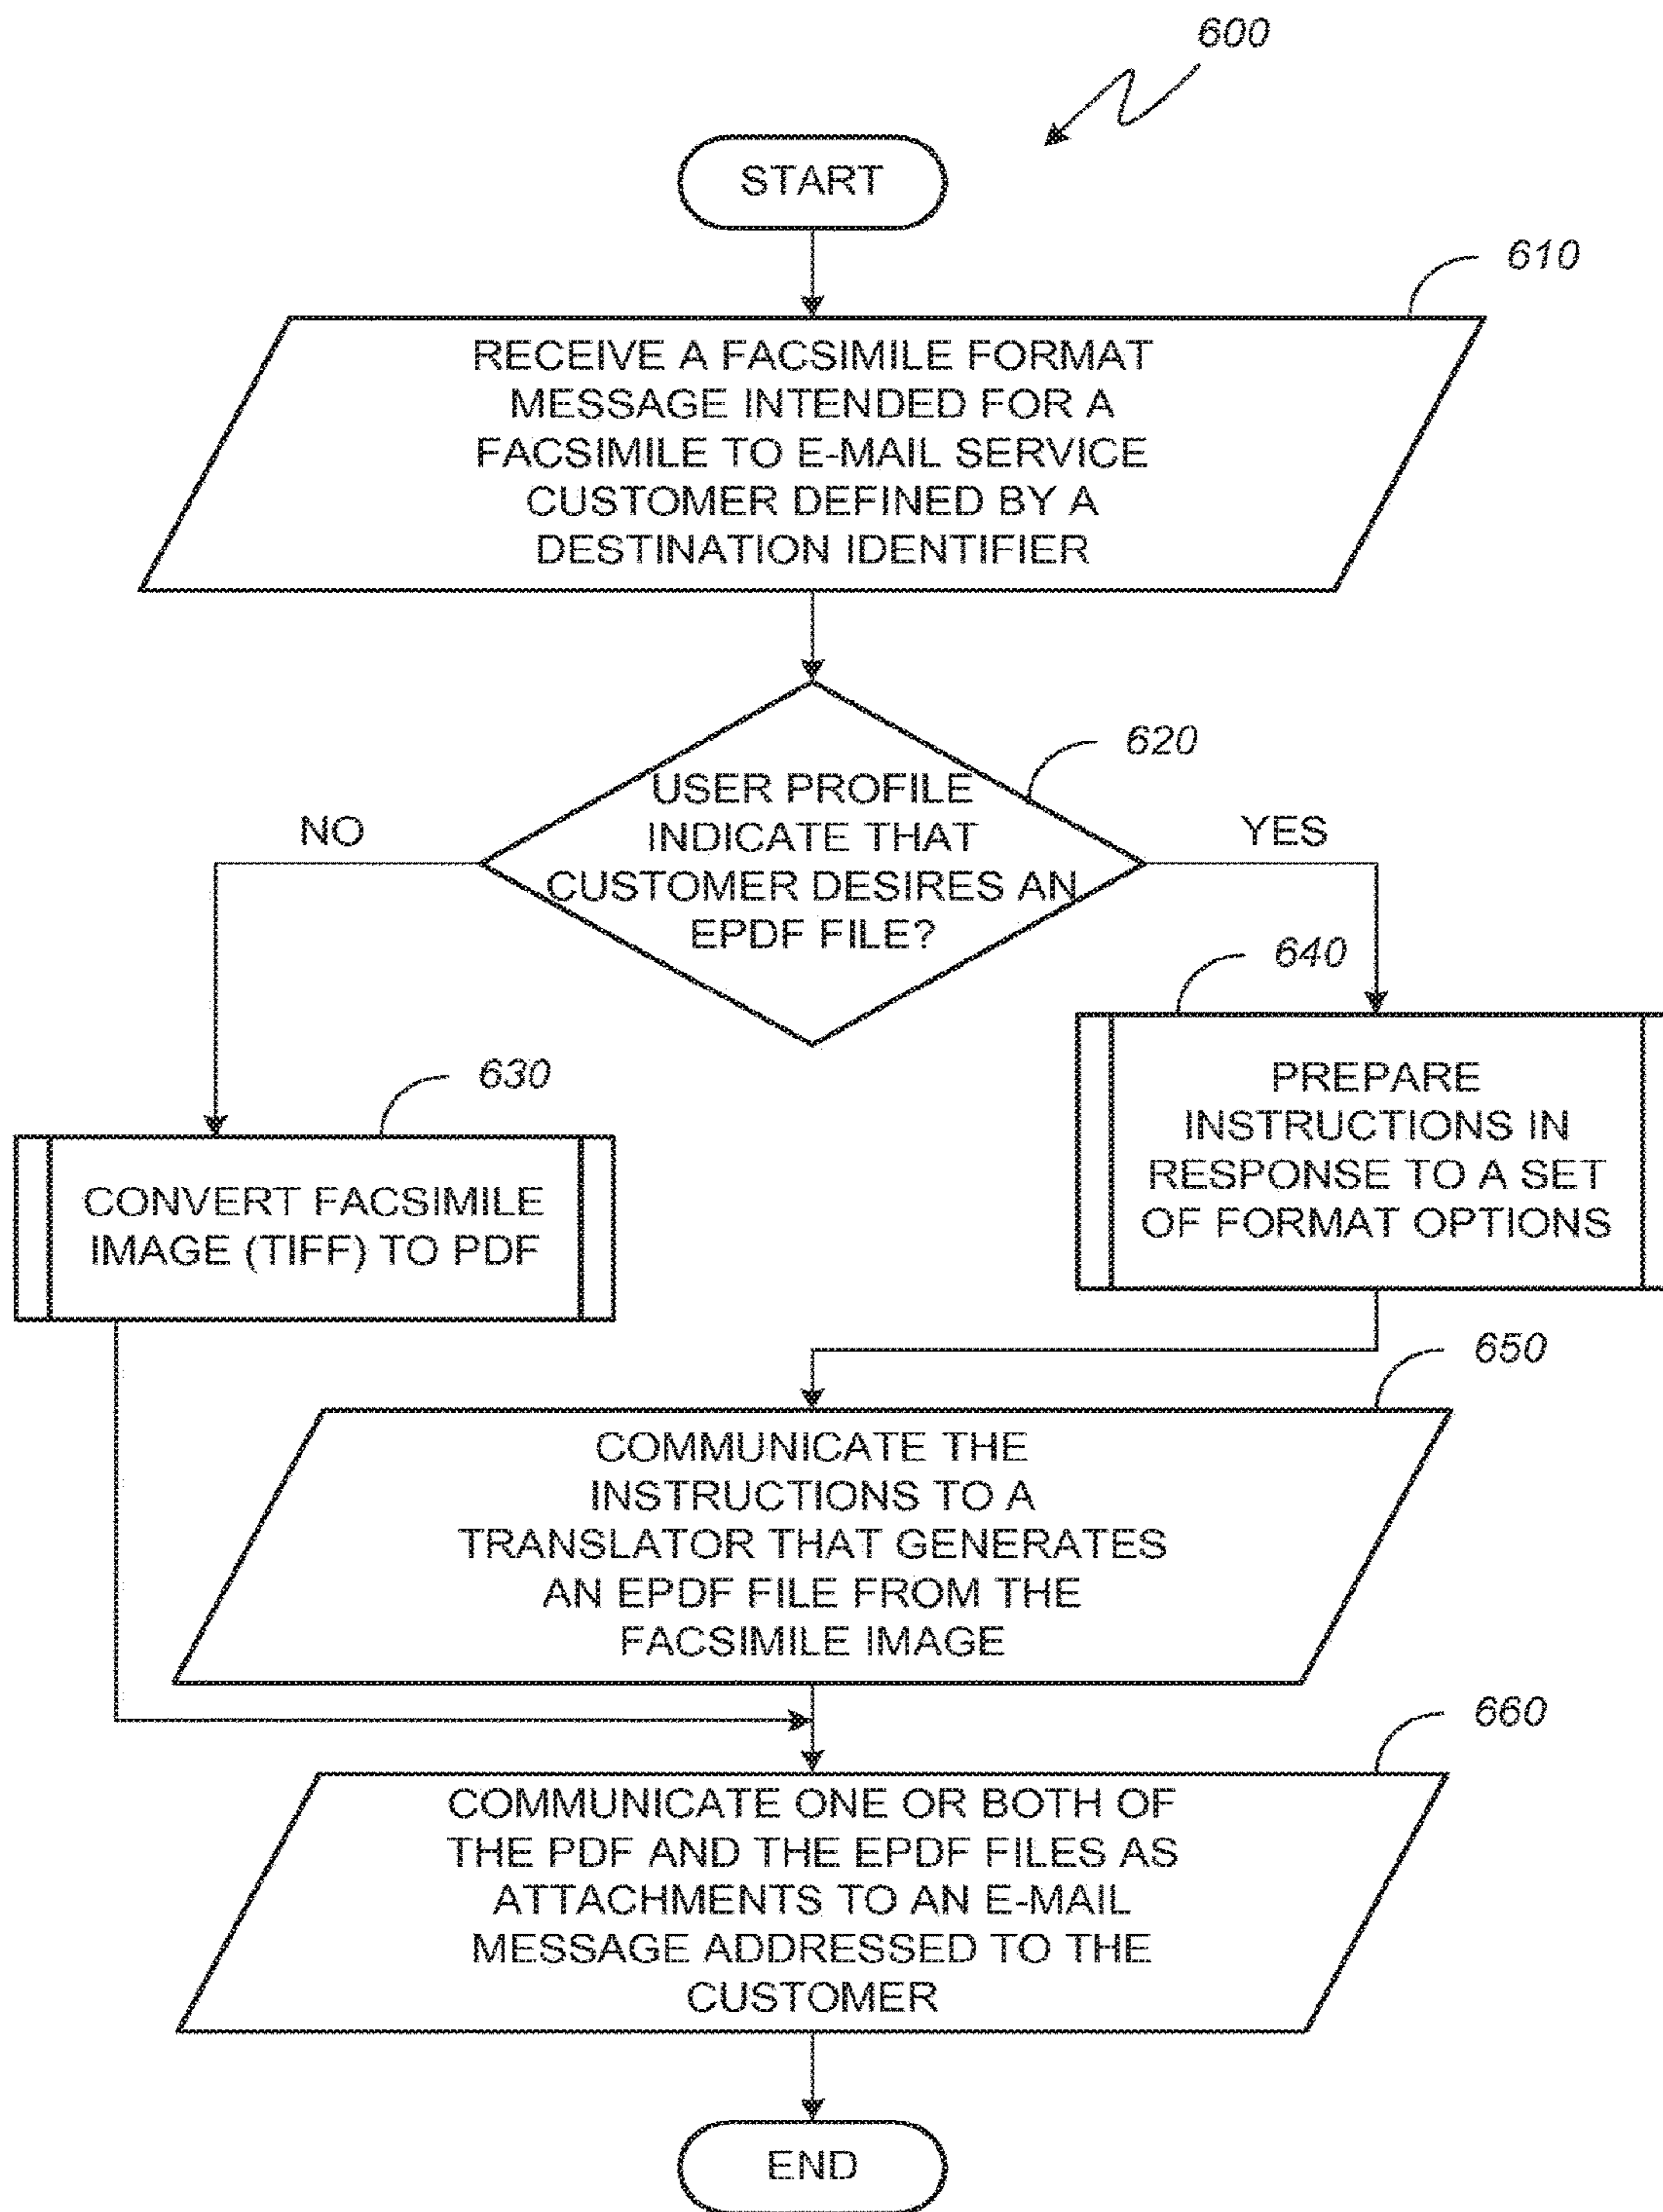 600
START
610
RECEIVE A FACSIMILE FORMAT
MESSAGE INTENDED FOR A
FACSIMILE TO E-MAIL SERVICE
CUSTOMER DEFINED BY A
DESTINATION IDENTIFIER
620
USER PROFILE
INDICATE THAT
CUSTOMER DESIRES AN
EPDF FILE?
NO
YES
630
CONVERT FACSIMILE
IMAGE (TIFF) TO PDF
640
PREPARE
INSTRUCTIONS IN
RESPONSE TO A SET
OF FORMAT OPTIONS
650
COMMUNICATE THE
INSTRUCTIONS TO A
TRANSLATOR THAT GENERATES
AN EPDF FILE FROM THE
FACSIMILE IMAGE
660
COMMUNICATE ONE OR BOTH OF
THE PDF AND THE EPDF FILES AS
ATTACHMENTS TO AN E-MAIL
MESSAGE ADDRESSED TO THE
CUSTOMER
END